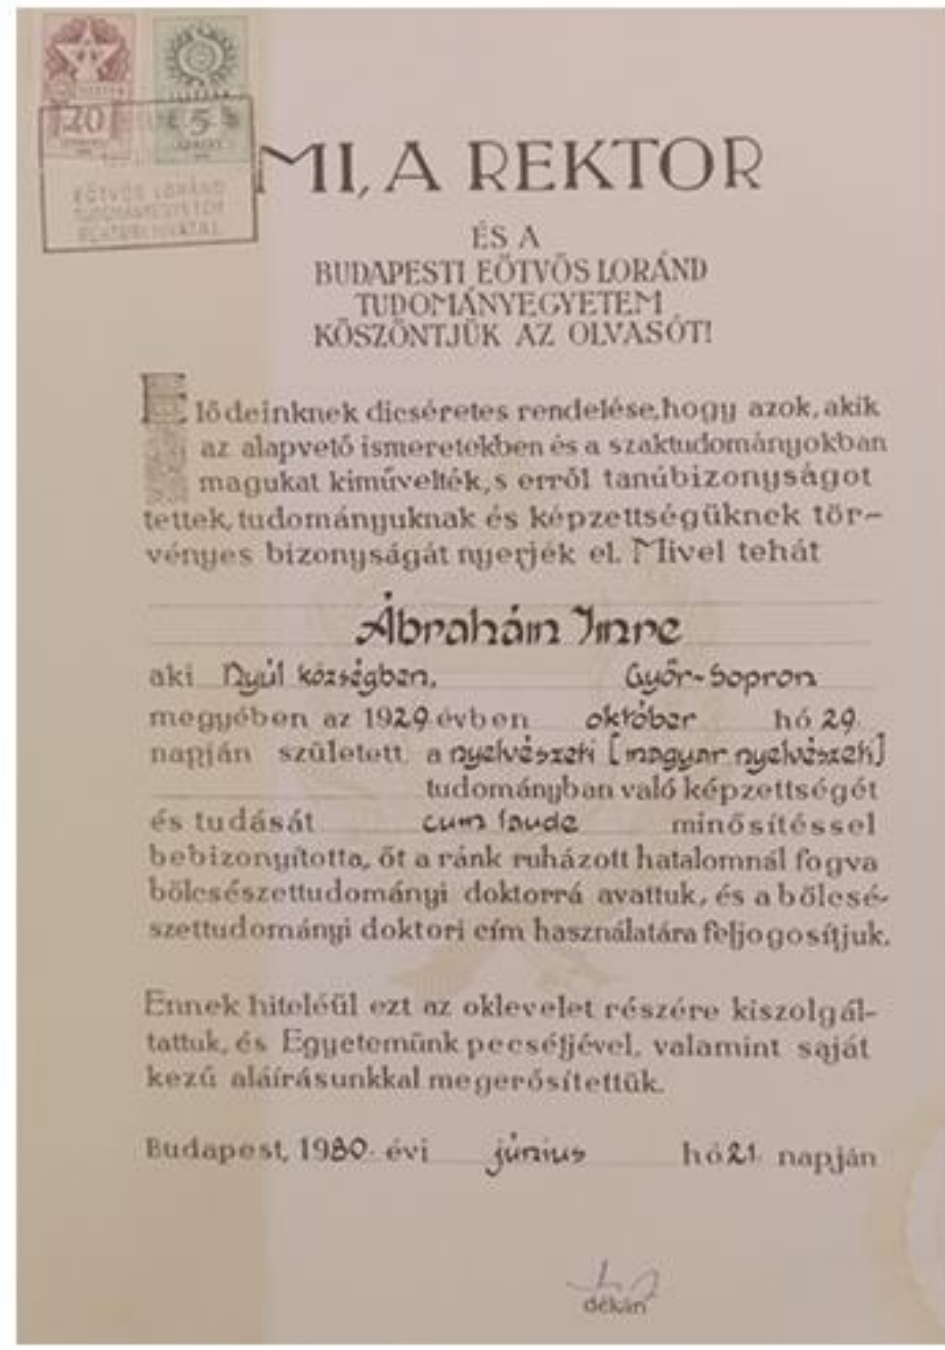 20
5
EÖTVÖS LORÁND
TUDOMÁNYEGYETEM
MI, A REKTOR
ÉS A
BUDAPESTI EÖTVÖS LORÁND
TUDOMÁNYEGYETEM
KÖSZÖNTJÜK AZ OLVASÓT!
Elődeinknek dicséretes rendelése, hogy azok, akik
az alapvető ismeretekben és a szaktudományokban
magukat kiművelték, s erről tanúbizonyságot
tettek, tudományuknak és képzettségüknek tör-
vényes bizonyságát nyerjék el. Mivel tehát
Ábrahám Imre
aki Nyúl községben, Győr-Sopron
megyében az 1929 évben október hó 29.
napján született a nyelvészeti [magyar nyelvészeti]
tudományban való képzettségét
és tudását cum laude minősítéssel
bebizonyította, őt a ránk ruházott hatalomnál fogva
bölcsészettudományi doktorrá avattuk, és a bölcsé-
szettudományi doktori cím használatára feljogosítjuk.
Ennek hiteléül ezt az oklevelet részére kiszolgál-
tattuk, és Egyetemünk pecsétjével, valamint saját
kezű aláírásunkkal megerősítettük.
Budapest, 1980. évi június hó 21. napján
dékán